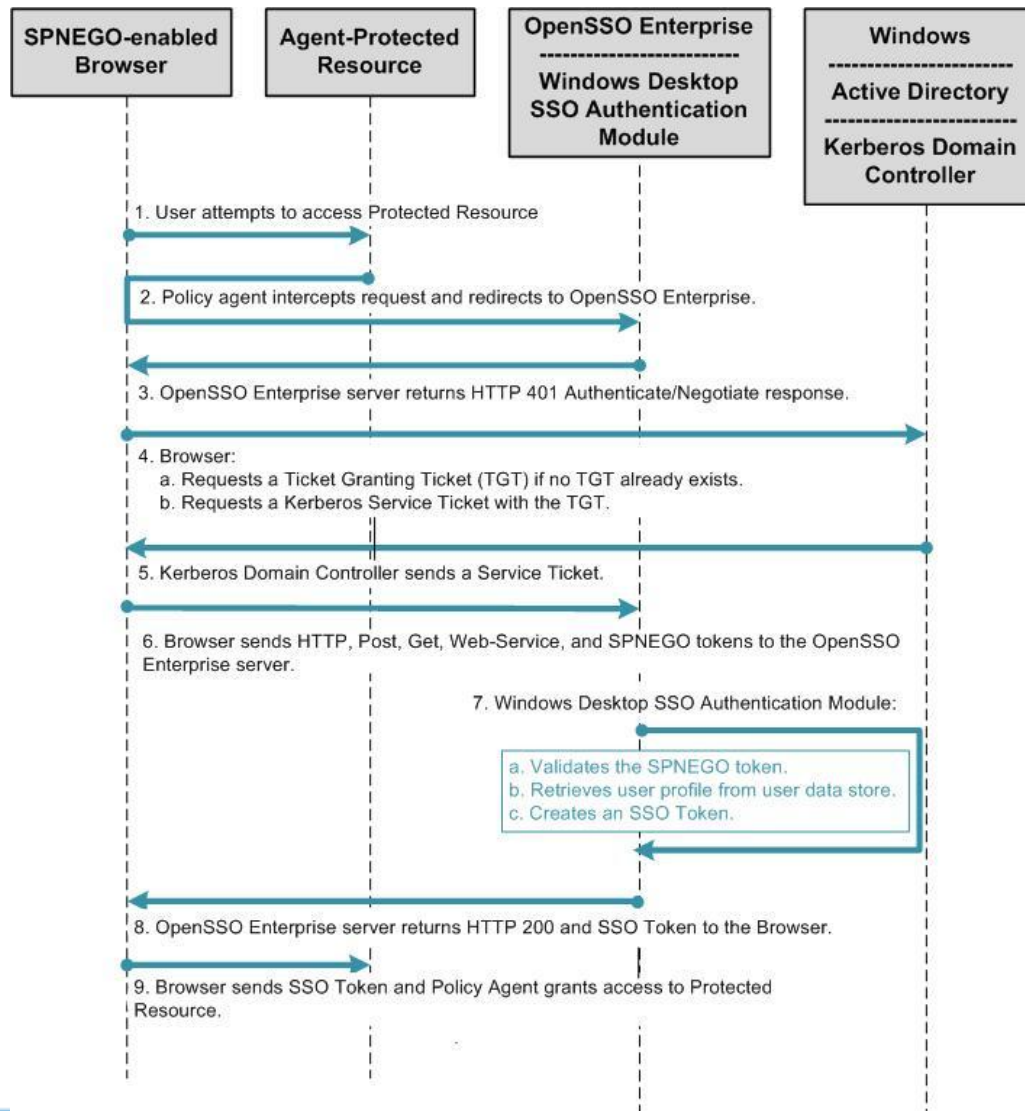 SPNEGO-enabled
Browser
Agent-Protected
Resource
OpenSSO Enterprise
Windows Desktop
SSO Authentication
Module
Windows
Active Directory
Kerberos Domain
Controller
1. User attempts to access Protected Resource
2. Policy agent intercepts request and redirects to OpenSSO Enterprise.
3. OpenSSO Enterprise server returns HTTP 401 Authenticate/Negotiate response.
4. Browser:
a. Requests a Ticket Granting Ticket (TGT) if no TGT already exists.
b. Requests a Kerberos Service Ticket with the TGT.
5. Kerberos Domain Controller sends a Service Ticket.
6. Browser sends HTTP, Post, Get, Web-Service, and SPNEGO tokens to the OpenSSO
Enterprise server.
7. Windows Desktop SSO Authentication Module:
a. Validates the SPNEGO token.
b. Retrieves user profile from user data store.
c. Creates an SSO Token.
8. OpenSSO Enterprise server returns HTTP 200 and SSO Token to the Browser.
9. Browser sends SSO Token and Policy Agent grants access to Protected
Resource.